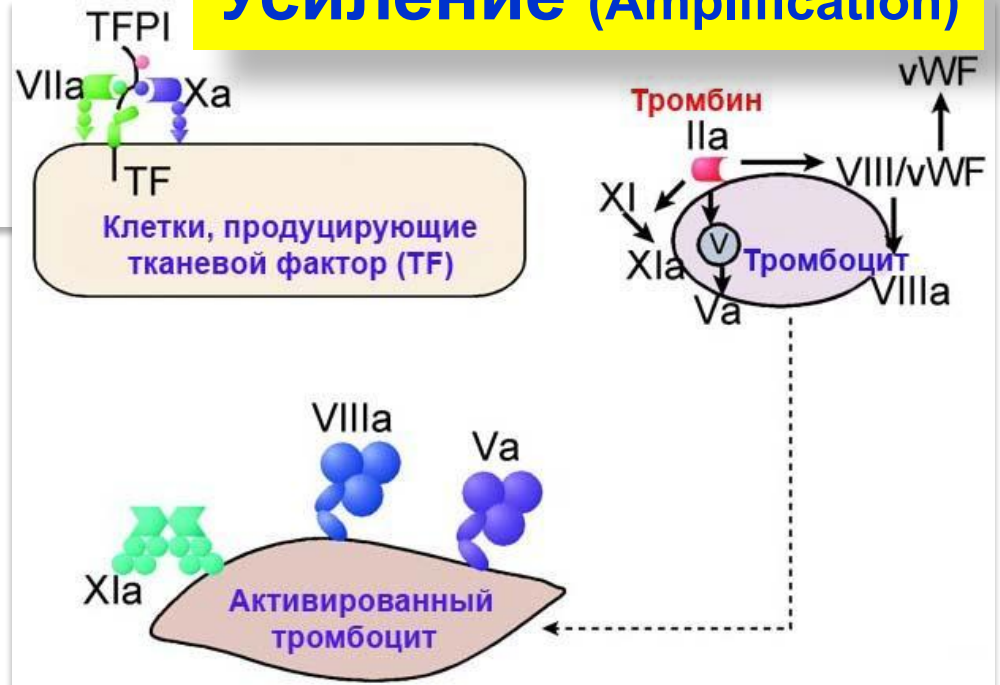 Усиление (Amplification)
TFPI
VIIa
Xa
TF
Клетки, продуцирующие
тканевой фактор (TF)
vWF
Тромбин
IIa
VIII/vWF
XI
V
XIa
Тромбоцит
VIIIa
Va
VIIIa
Va
XIa
Активированный
тромбоцит